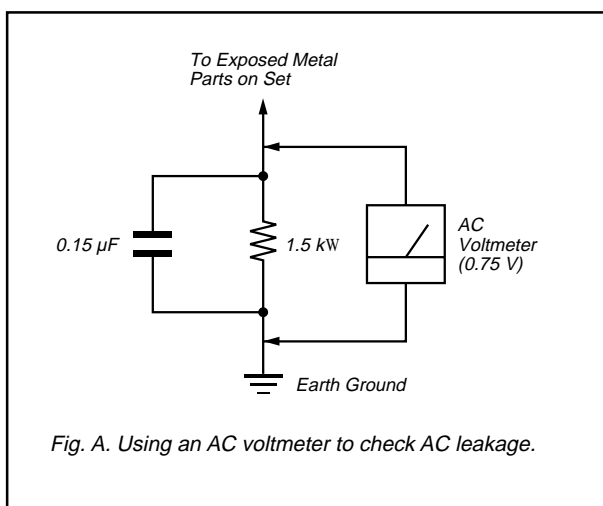 To Exposed Metal
Parts on Set
0.15 µF
1.5 kW
AC
Voltmeter
(0.75 V)
Earth Ground
Fig. A. Using an AC voltmeter to check AC leakage.